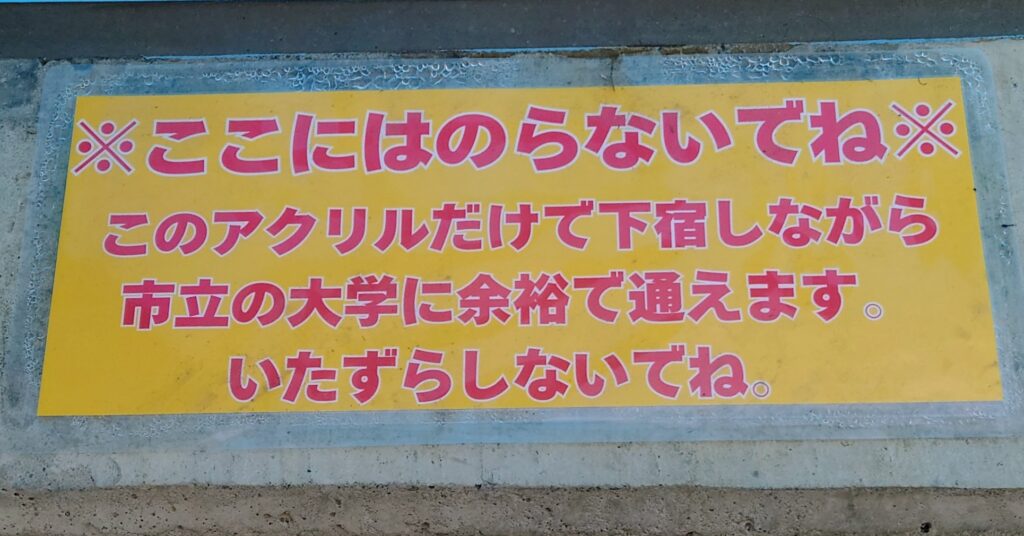 ※ここにはのらないでね※
このアクリルだけで下宿しながら
市立の大学に余裕で通えます。
いたずらしないでね。